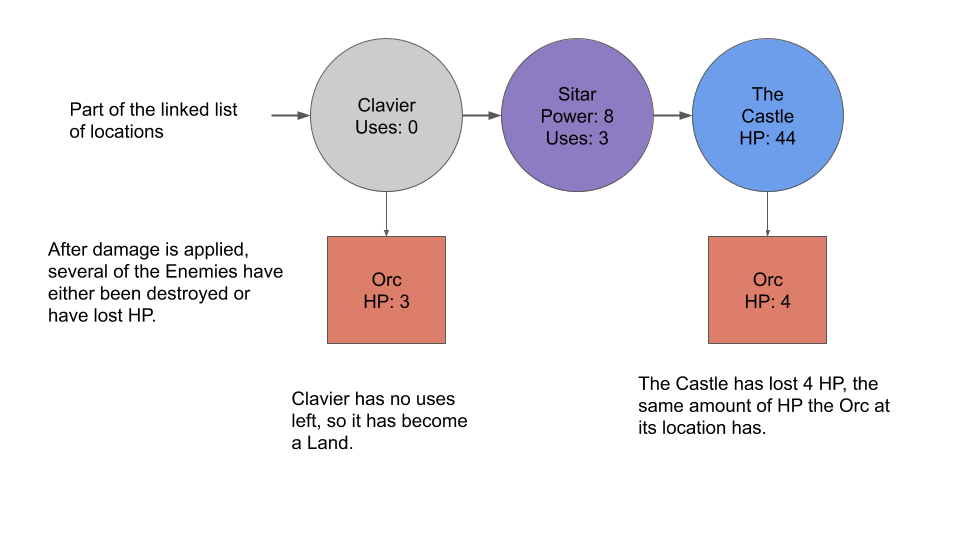 Part of the linked list
of locations
Clavier
Uses: 0
Sitar
Power: 8
Uses: 3
The
Castle
HP: 44
After damage is applied,
several of the Enemies have
either been destroyed or
have lost HP.
Orc
HP: 3
Orc
HP: 4
Clavier has no uses
left, so it has become
a Land.
The Castle has lost 4 HP, the
same amount of HP the Orc at
its location has.